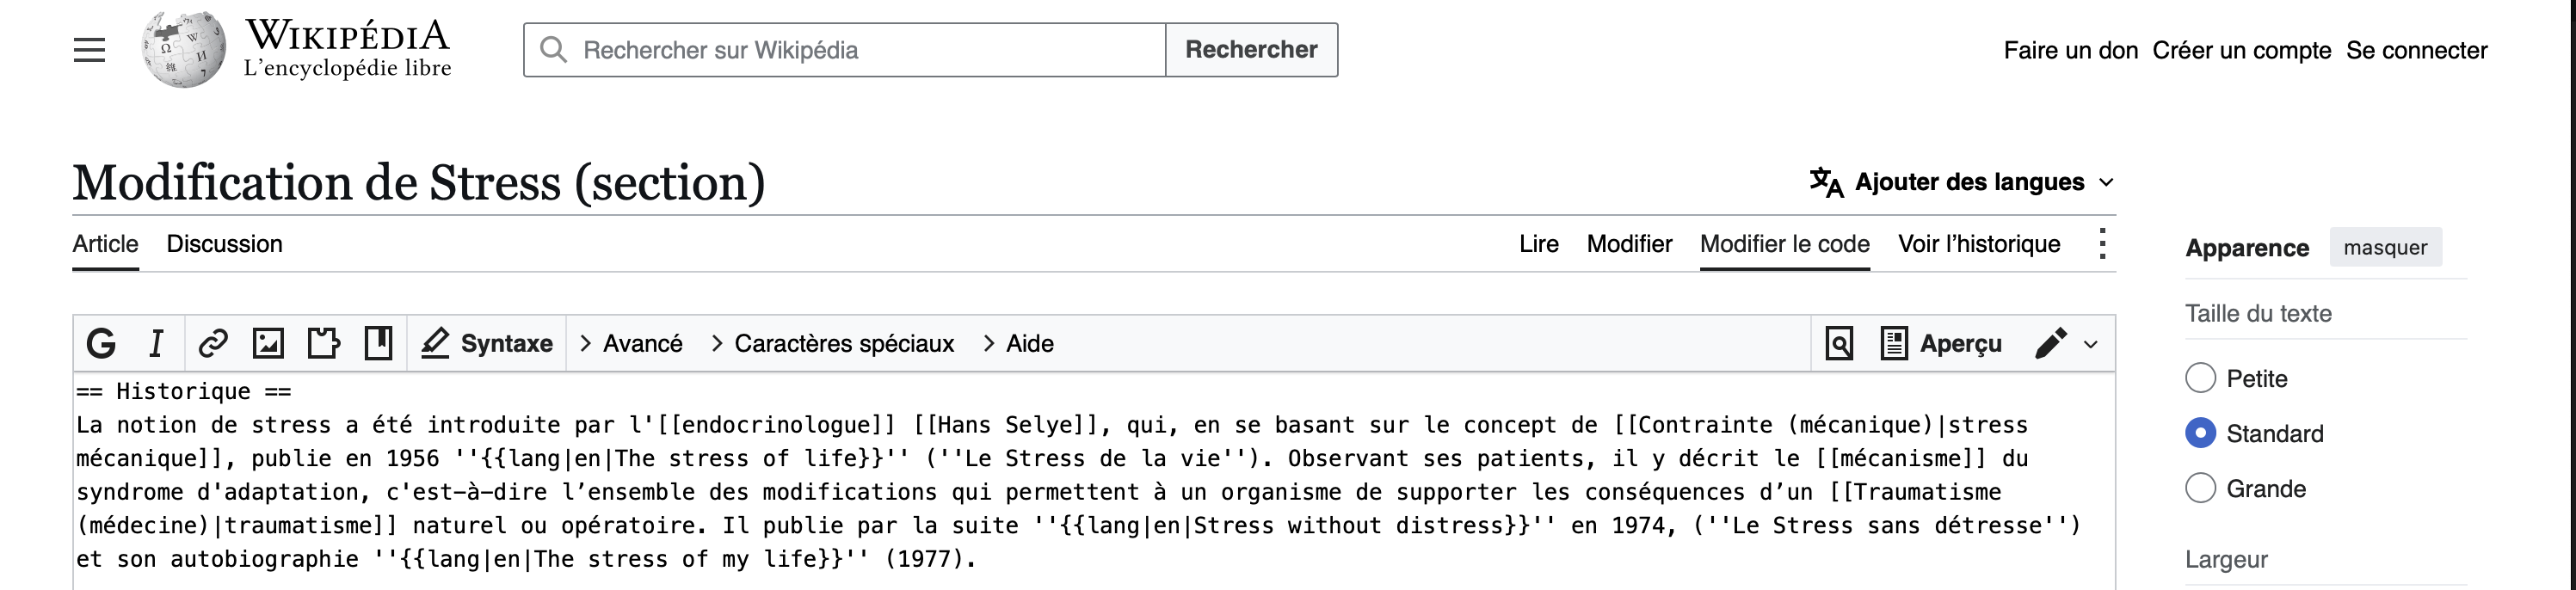 WIKIPÉDIA
L'encyclopédie libre
Rechercher sur Wikipédia
Rechercher
Faire un don Créer un compte Se connecter
Modification de Stress (section)
Ajouter des langues
Article Discussion
Lire Modifier Modifier le code Voir l’historique
Apparence masquer
Taille du texte
Petite
Standard
Grande
Largeur
G I Syntaxe Avancé Caractères spéciaux Aide Aperçu
== Historique ==
La notion de stress a été introduite par l'[[endocrinologue]] [[Hans Selye]], qui, en se basant sur le concept de [[Contrainte (mécanique)|stress
mécanique]], publie en 1956 ''{{lang|en|The stress of life}}'' (''Le Stress de la vie''). Observant ses patients, il y décrit le [[mécanisme]] du
syndrome d'adaptation, c'est-à-dire l’ensemble des modifications qui permettent à un organisme de supporter les conséquences d’un [[Traumatisme
(médecine)|traumatisme]] naturel ou opératoire. Il publie par la suite ''{{lang|en|Stress without distress}}'' en 1974, (''Le Stress sans détresse'')
et son autobiographie ''{{lang|en|The stress of my life}}'' (1977).